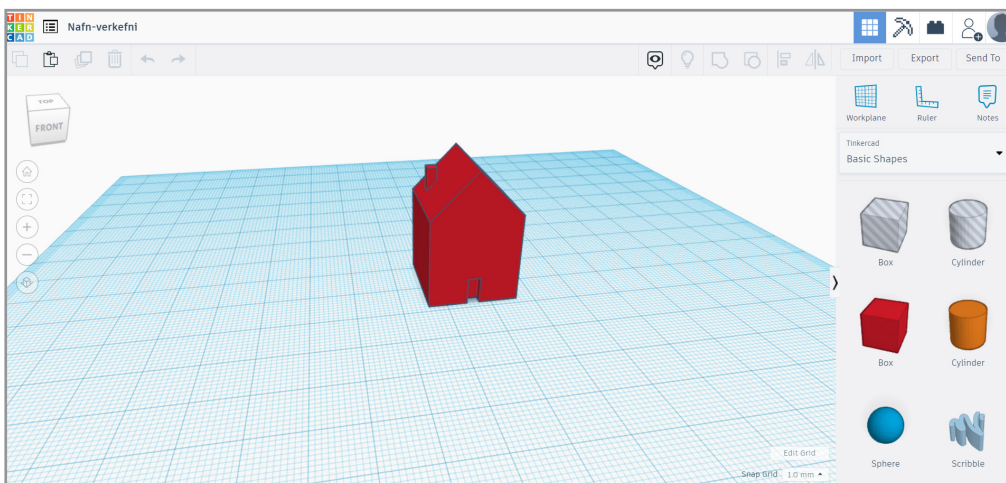 TIN
KER
CAD
Nafn-verkefni
Import
Export
Send To
TOP
FRONT
Workplane
Ruler
Notes
Tinkercad
Basic Shapes
Box
Cylinder
Box
Cylinder
Sphere
Scribble
Edit Grid
Snap Grid 1.0 mm